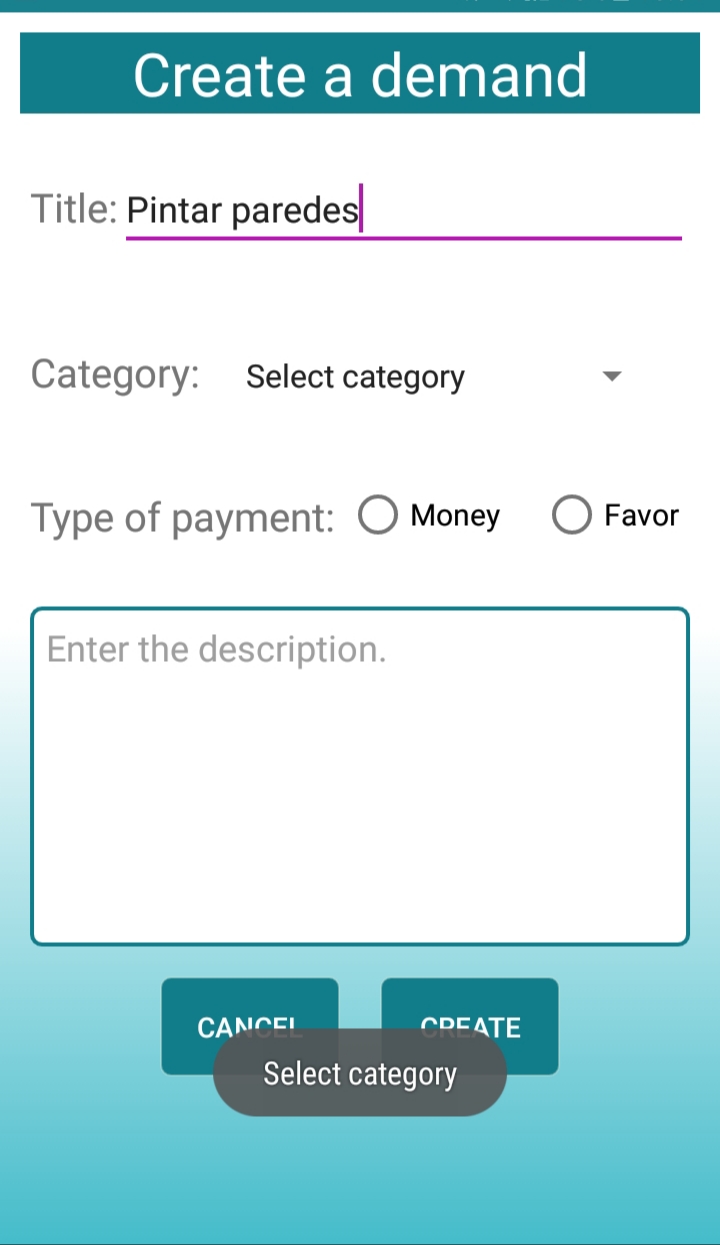 Create a demand
Title: Pintar paredes
Category: Select category
Type of payment: Money Favor
Enter the description.
CANCEL CREATE
Select category